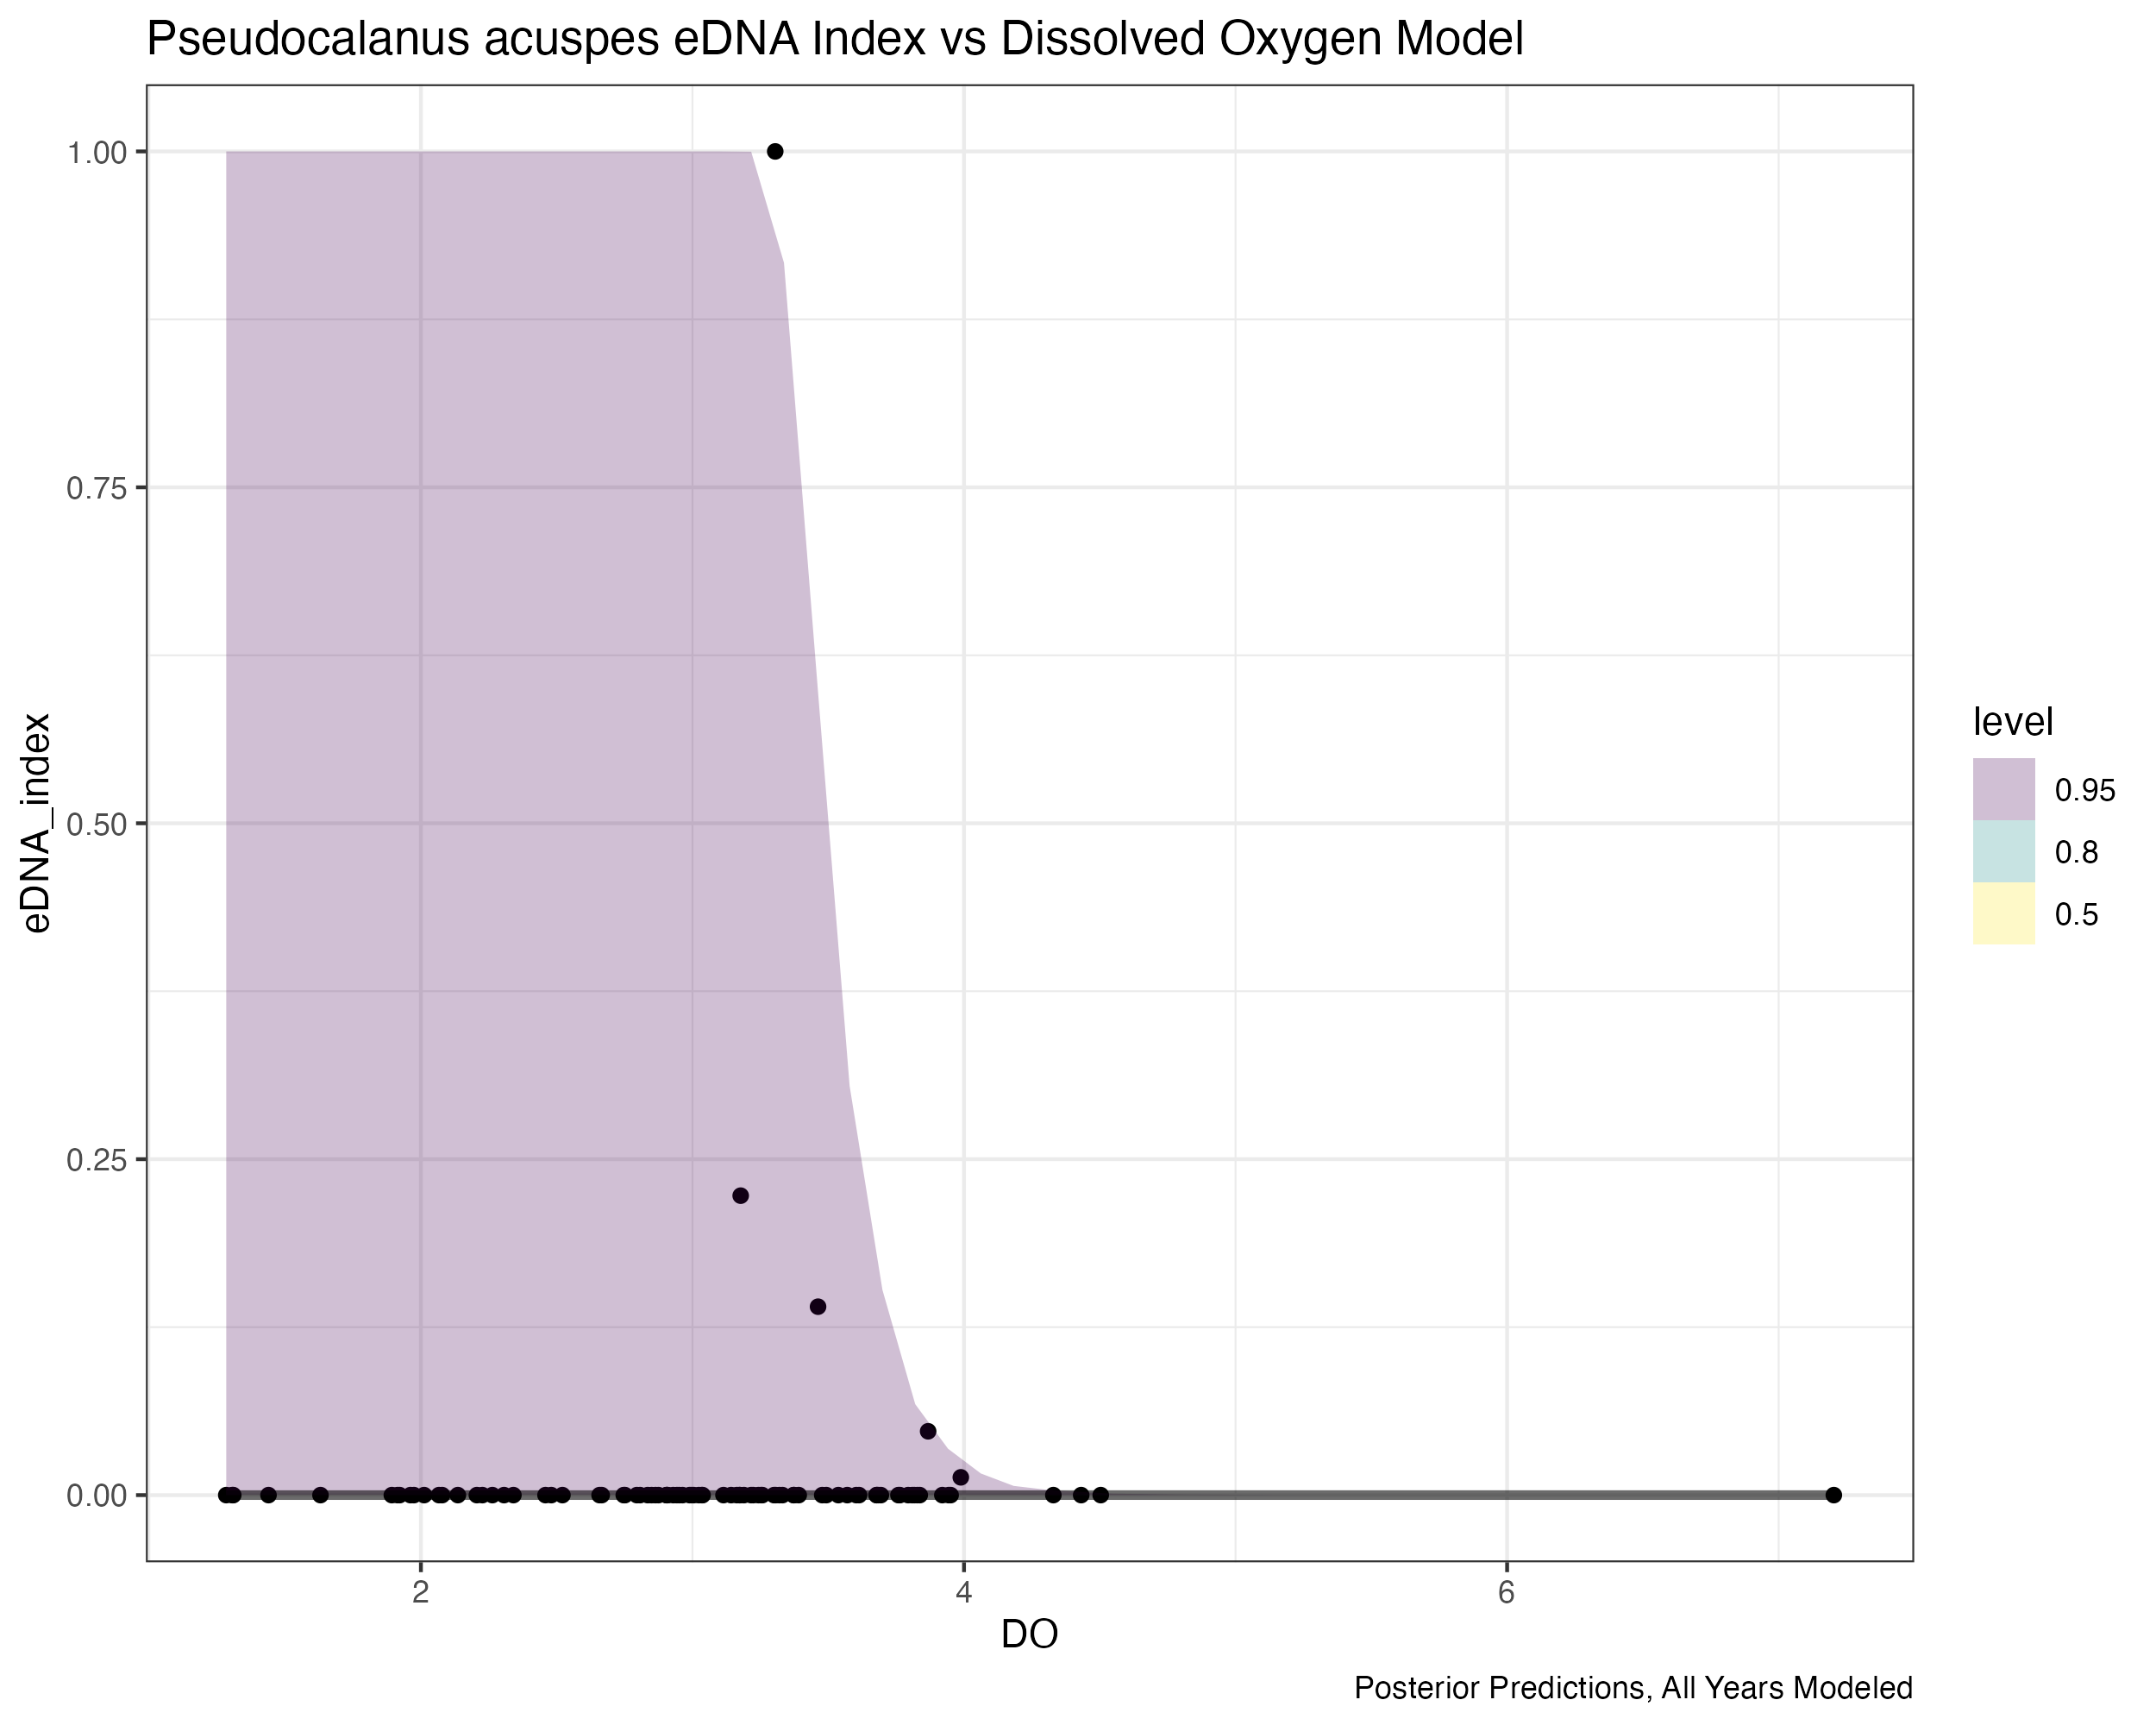 Pseudocalanus acuspes eDNA Index vs Dissolved Oxygen Model
1.00
0.75
0.50
0.25
0.00
eDNA_index
2
4
6
DO
level
0.95
0.8
0.5
Posterior Predictions, All Years Modeled